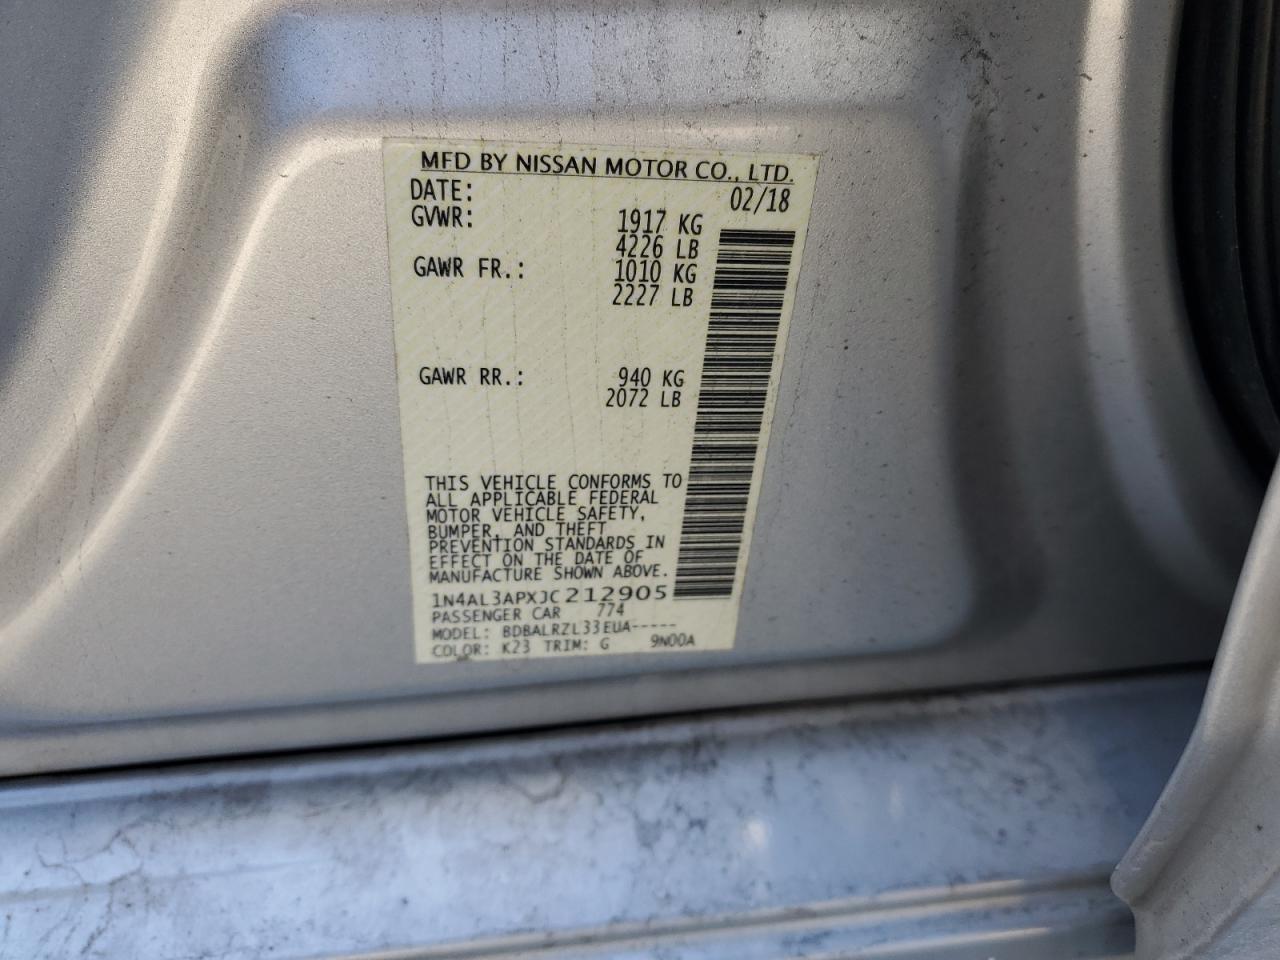 MFD BY NISSAN MOTOR CO., LTD.
DATE: 02/18
GVWR: 1917 KG
4226 LB
GAWR FR.: 1010 KG
2227 LB
GAWR RR.: 940 KG
2072 LB
THIS VEHICLE CONFORMS TO
ALL APPLICABLE FEDERAL
MOTOR VEHICLE SAFETY,
BUMPER, AND THEFT
PREVENTION STANDARDS IN
EFFECT ON THE DATE OF
MANUFACTURE SHOWN ABOVE.
1N4AL3APXJC212905
PASSENGER CAR 774
MODEL: BDBALRZL33EUA-----
COLOR: K23 TRIM: G 9N00A